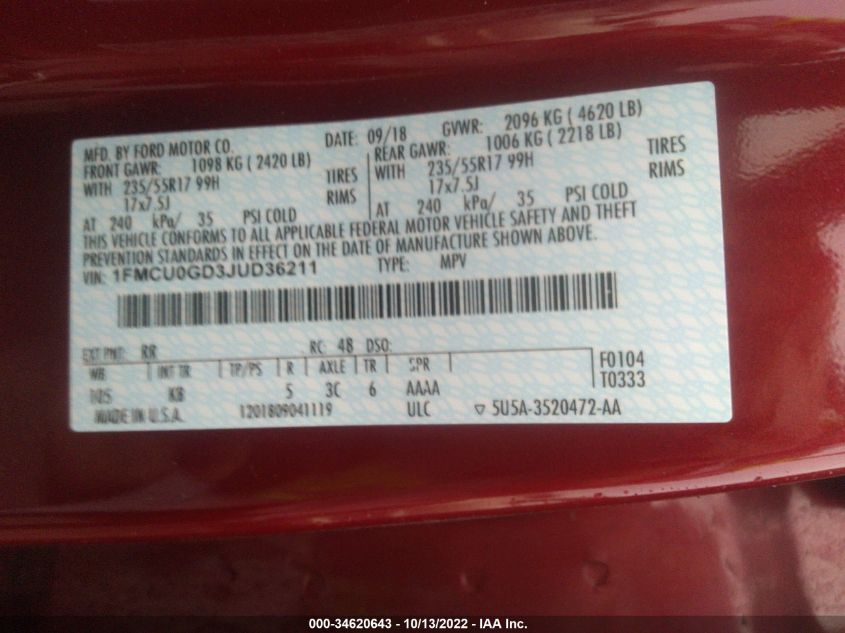 MFD. BY FORD MOTOR CO. DATE: 09/18 GVWR: 2096 KG ( 4620 LB)
FRONT GAWR: 1098 KG ( 2420 LB) REAR GAWR: 1006 KG ( 2218 LB)
WITH 235/55R17 99H TIRES WITH 235/55R17 99H TIRES
17x7.5J RIMS 17x7.5J RIMS
AT 240 kPa/ 35 PSI COLD AT 240 kPa/ 35 PSI COLD
THIS VEHICLE CONFORMS TO ALL APPLICABLE FEDERAL MOTOR VEHICLE SAFETY AND THEFT
PREVENTION STANDARDS IN EFFECT ON THE DATE OF MANUFACTURE SHOWN ABOVE.
VIN: 1FMCU0GD3JUD36211 TYPE: MPV
EXT PNT: RR RC: 48 DSO:
WB INT TR TP/PS R AXLE TR SPR F0104
105 K8 5 3C 6 AAAA T0333
MADE IN U.S.A. 1201809041119 ULC 5U5A-3520472-AA
000-34620643 - 10/13/2022 - IAA Inc.